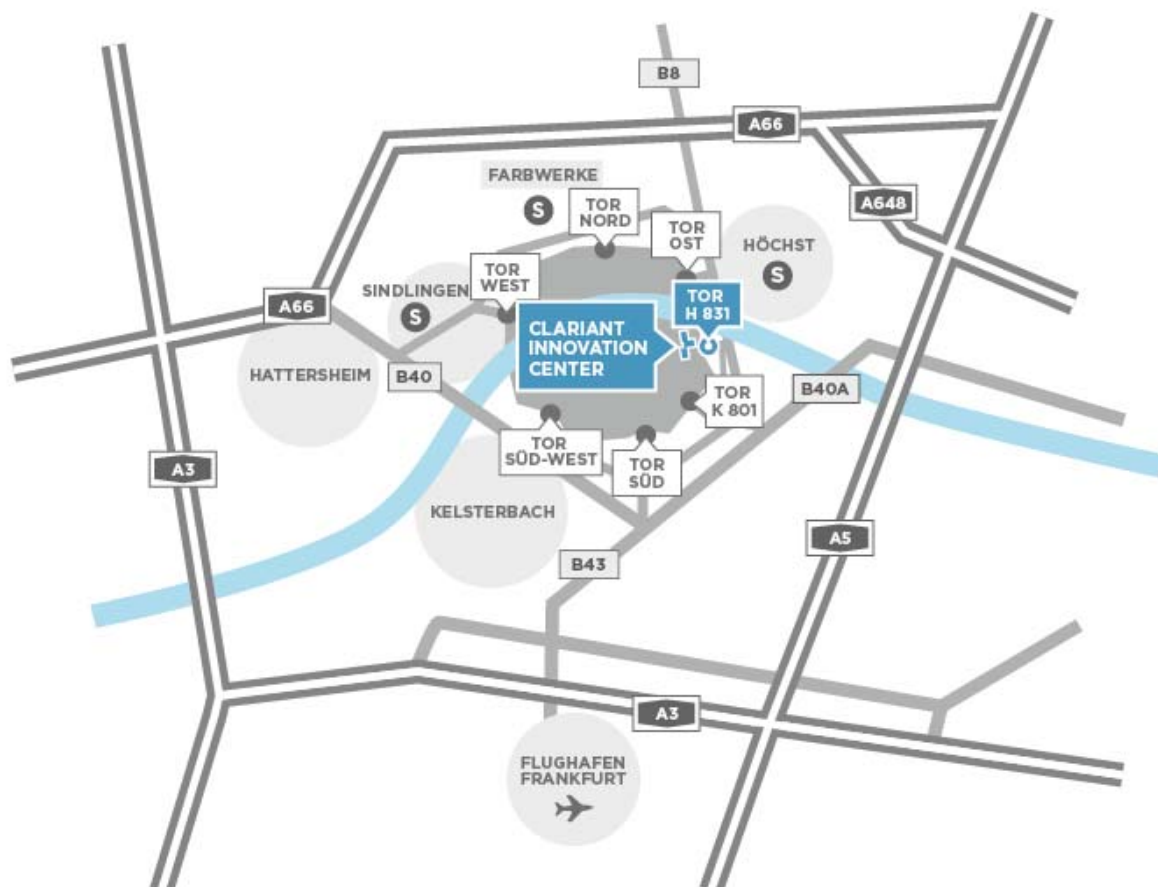 B8
A66
FARBWERKE
S
TOR
NORD
A648
TOR
OST
HÖCHST
S
TOR
WEST
SINDLINGEN
S
A66
TOR
H 831
CLARIANT
INNOVATION
CENTER
HATTERSHEIM
B40
B40A
TOR
K 801
TOR
SÜD-WEST
TOR
SÜD
A3
KELSTERBACH
A5
B43
A3
FLUGHAFEN
FRANKFURT